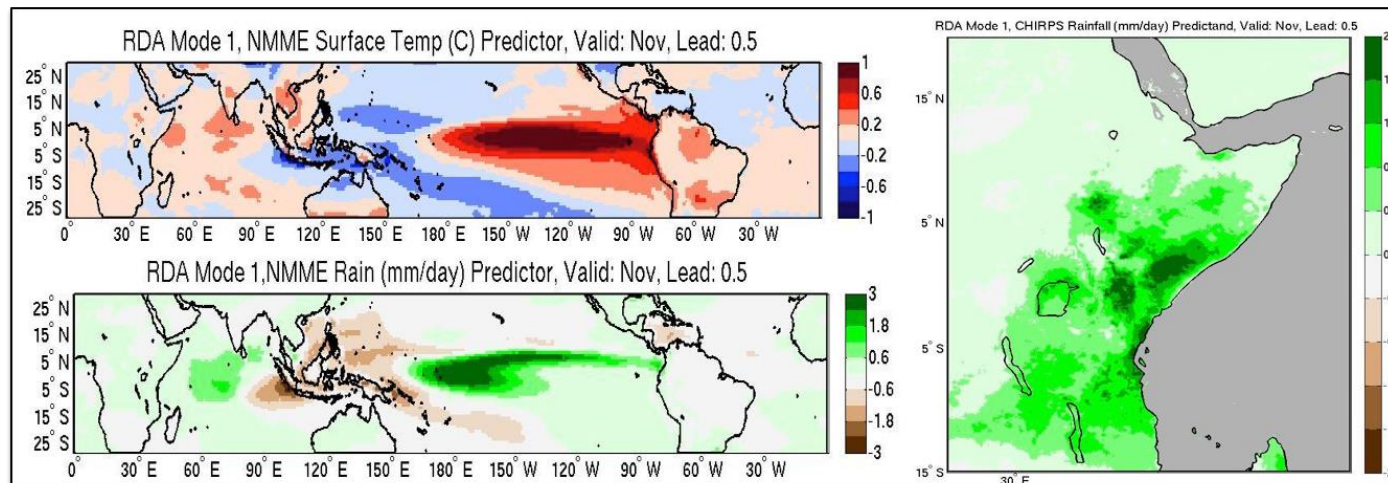 RDA Mode 1, NMME Surface Temp (C) Predictor, Valid: Nov, Lead: 0.5
25° N
15° N
5° N
5° S
15° S
25° S
0° 30° E 60° E 90° E 120° E 150° E 180° W 150° W 120° W 90° W 60° W 30° W
1
0.6
0.2
-0.2
-0.6
-1
RDA Mode 1,NMME Rain (mm/day) Predictor, Valid: Nov, Lead: 0.5
25° N
15° N
5° N
5° S
15° S
25° S
0° 30° E 60° E 90° E 120° E 150° E 180° W 150° W 120° W 90° W 60° W 30° W
3
1.8
0.6
-0.6
-1.8
-3
RDA Mode 1, CHIRPS Rainfall (mm/day) Predictand, Valid: Nov, Lead: 0.5
15° N
5° N
5° S
15° S
30° E